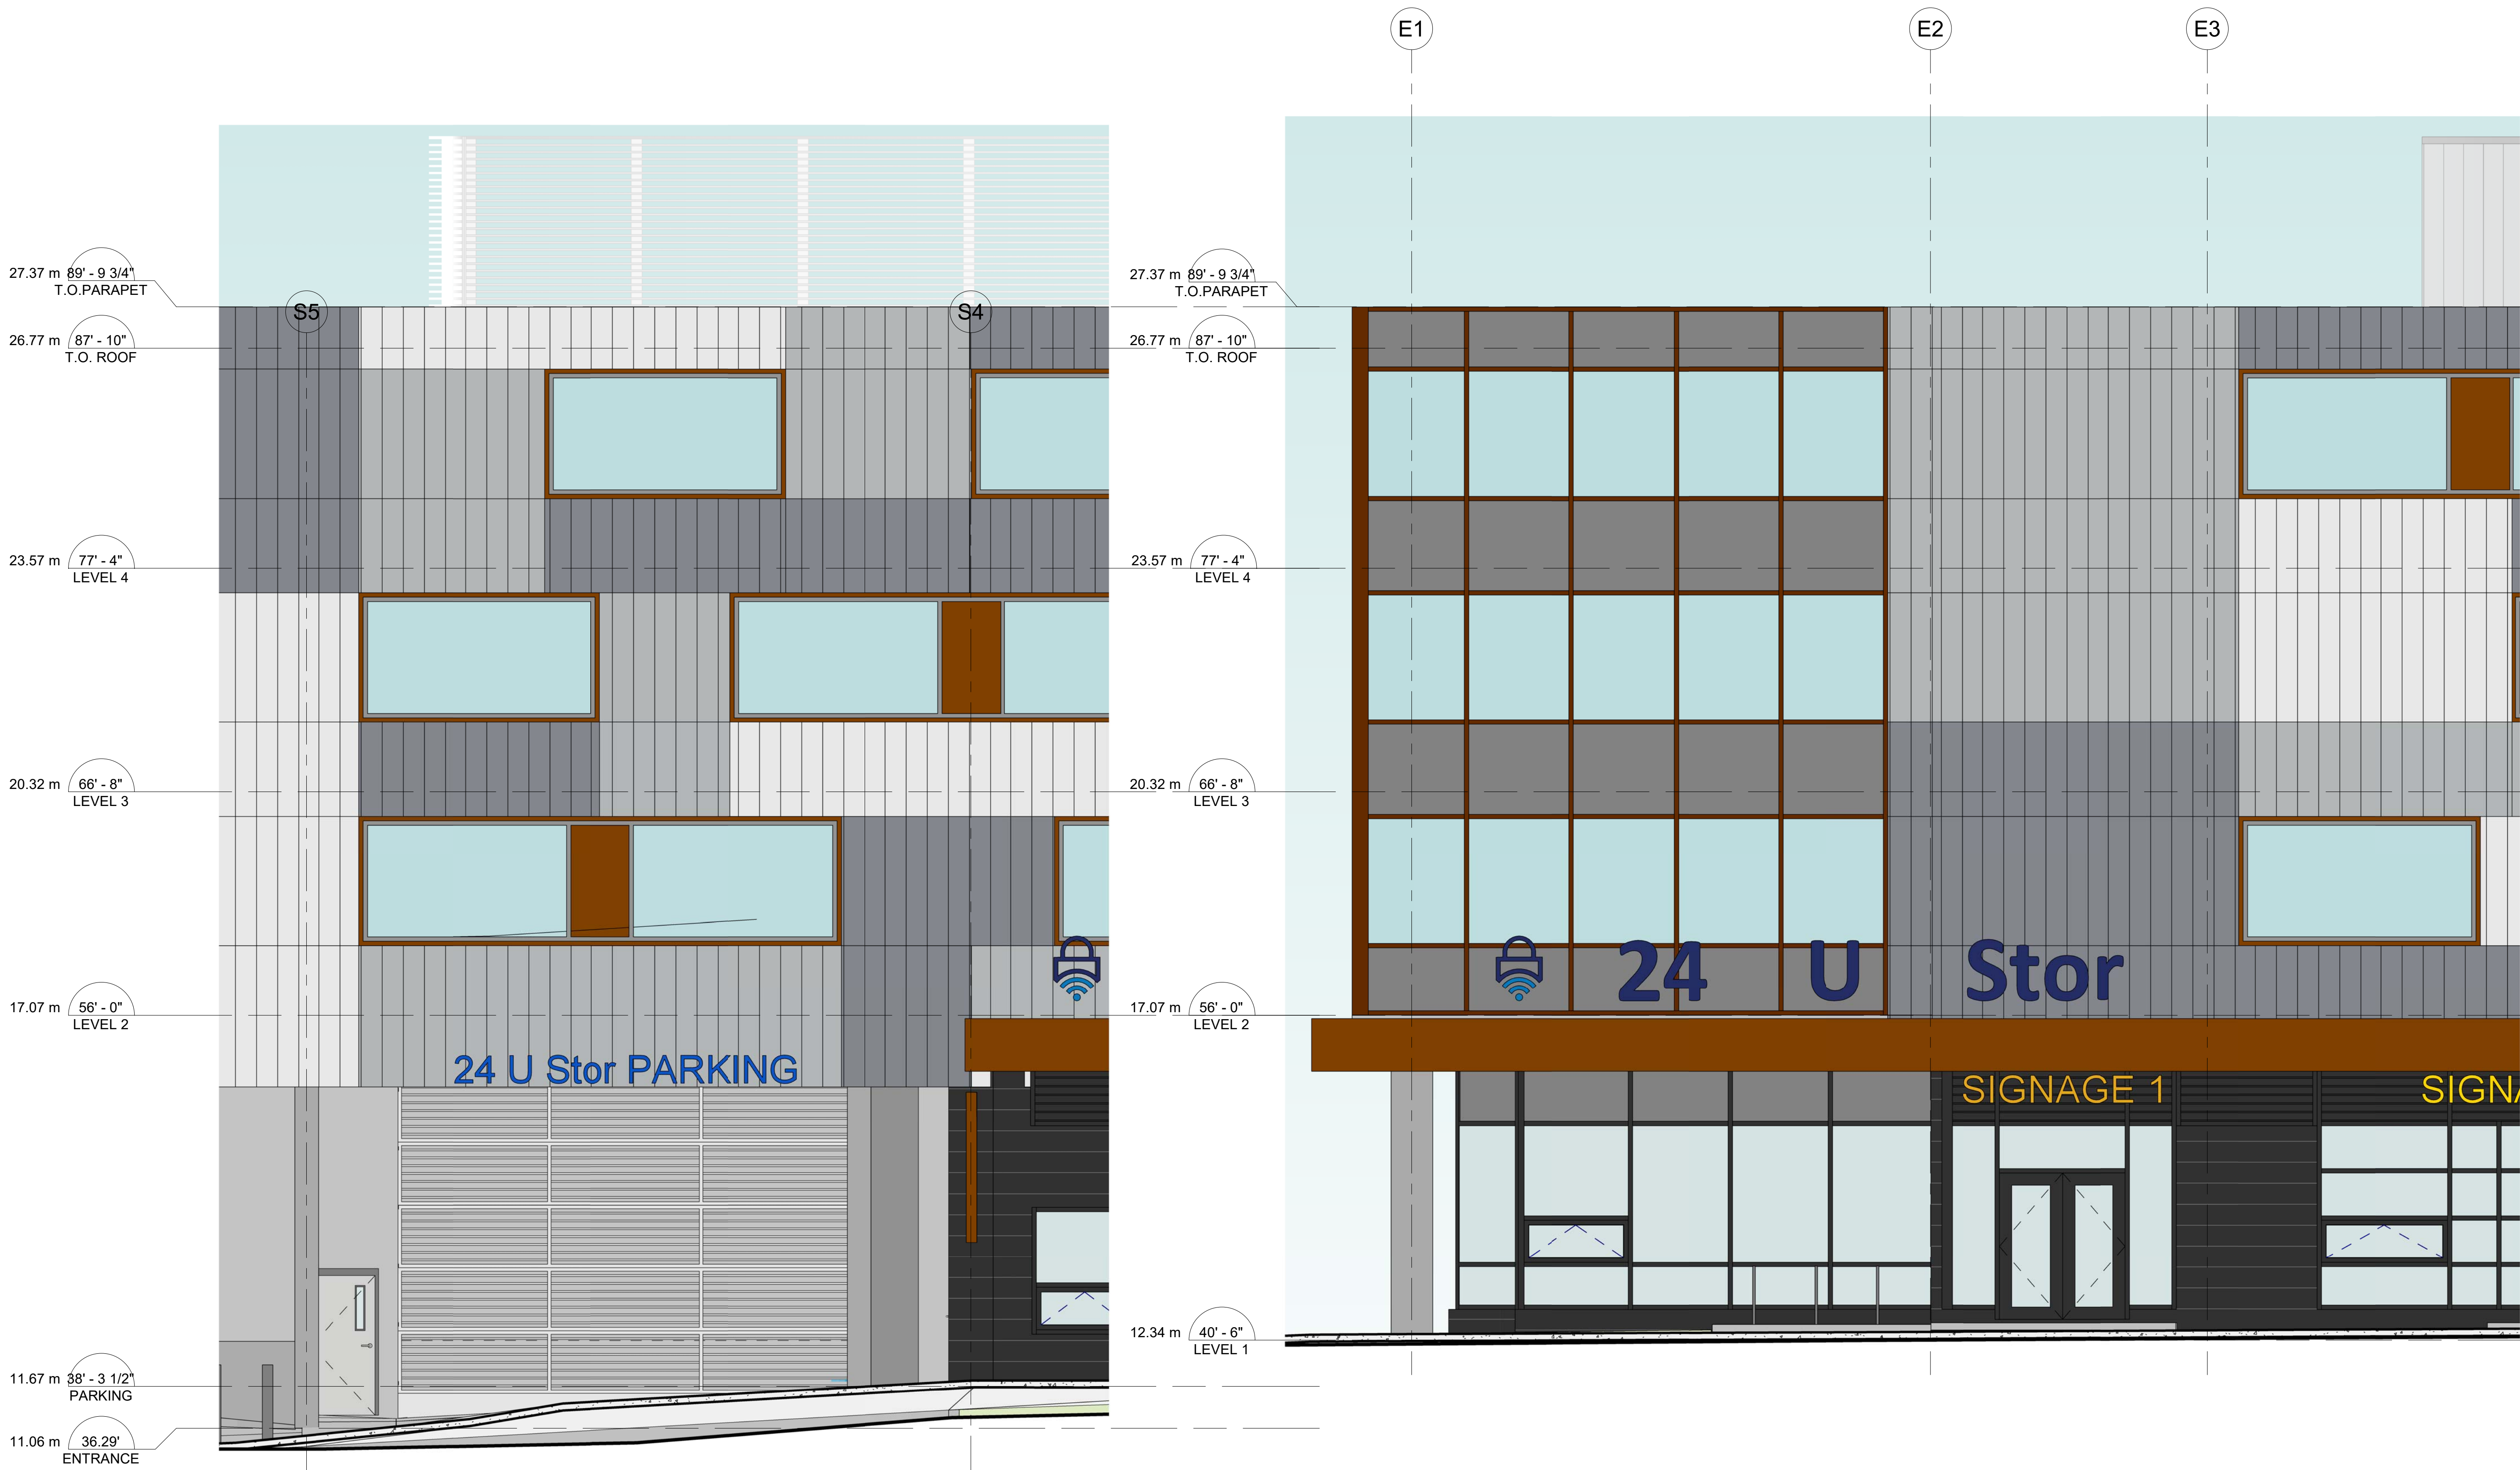 E1
E2
E3
27.37 m 89' - 9 3/4"
T.O.PARAPET
S5
S4
26.77 m 87' - 10"
T.O. ROOF
23.57 m 77' - 4"
LEVEL 4
20.32 m 66' - 8"
LEVEL 3
17.07 m 56' - 0"
LEVEL 2
24 U Stor PARKING
11.67 m 38' - 3 1/2"
PARKING
11.06 m 36.29'
ENTRANCE
27.37 m 89' - 9 3/4"
T.O.PARAPET
26.77 m 87' - 10"
T.O. ROOF
23.57 m 77' - 4"
LEVEL 4
20.32 m 66' - 8"
LEVEL 3
24 U Stor
17.07 m 56' - 0"
LEVEL 2
SIGNAGE 1
SIGNA
12.34 m 40' - 6"
LEVEL 1